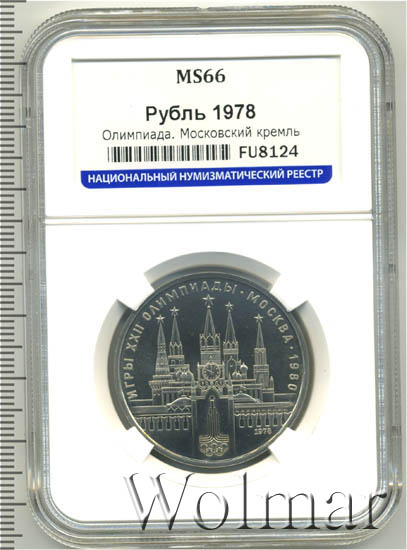 MS66
Рубль 1978
Олимпиада. Московский кремль
FU8124
НАЦИОНАЛЬНЫЙ НУМИЗМАТИЧЕСКИЙ РЕЕСТР
ИГРЫ XXII ОЛИМПИАДЫ · МОСКВА · 1980
1978
Wolmar